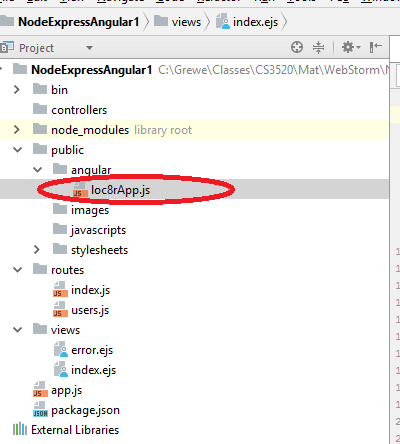 NodeExpressAngular1 views index.ejs
Project
NodeExpressAngular1 C:\Grewe\Classes\CS3520\Mat\WebStorm\N
bin
controllers
node_modules library root
public
angular
loc8rApp.js
images
javascripts
stylesheets
routes
index.js
users.js
views
error.ejs
index.ejs
app.js
package.json
External Libraries